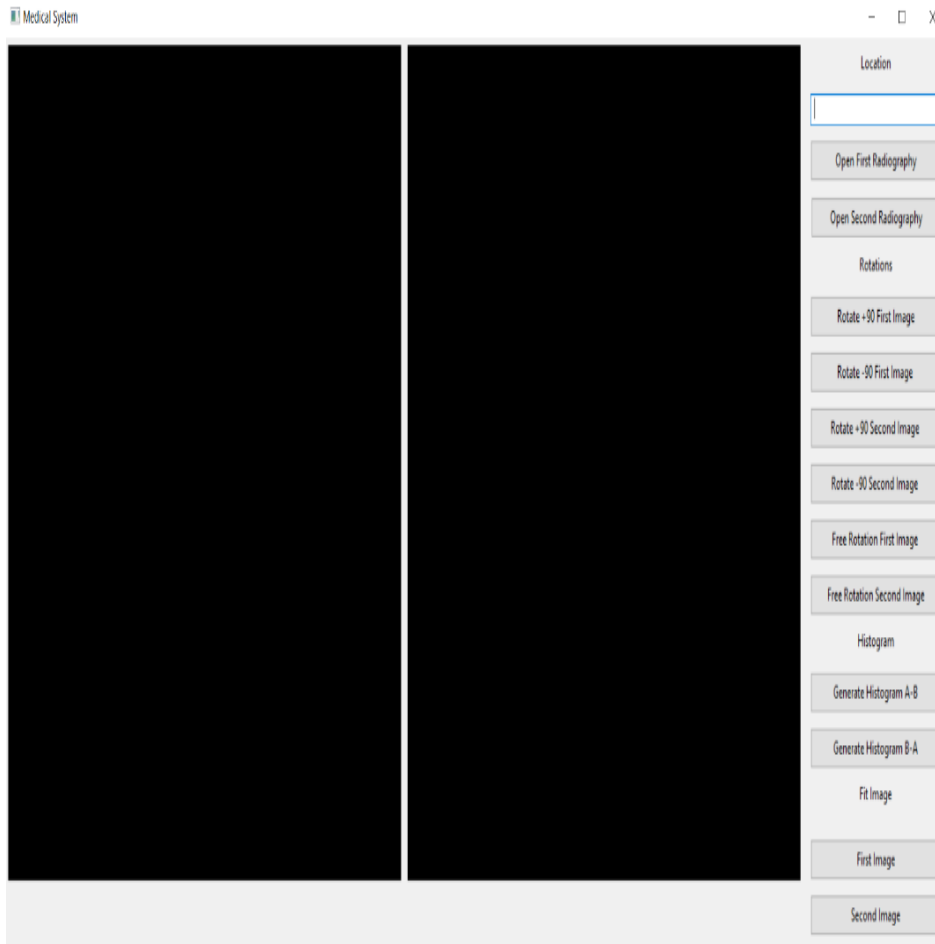 Medical System
Location
Open First Radiography
Open Second Radiography
Rotations
Rotate +90 First Image
Rotate -90 First Image
Rotate +90 Second Image
Rotate -90 Second Image
Free Rotation First Image
Free Rotation Second Image
Histogram
Generate Histogram A-B
Generate Histogram B-A
Fit Image
First Image
Second Image